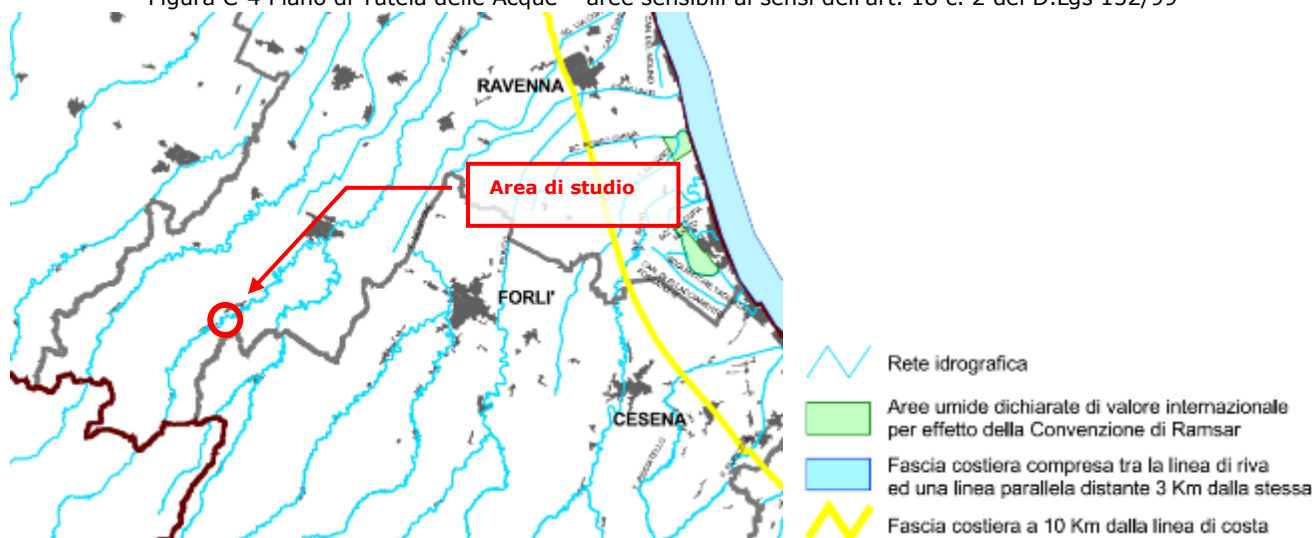 Figura C-4 Piano di Tutela delle Acque – aree sensibili ai sensi dell'art. 18 c. 2 del D.Lgs 152/99
RAVENNA
Area di studio
FORLI'
CESENA
Rete idrografica
Aree umide dichiarate di valore internazionale
per effetto della Convenzione di Ramsar
Fascia costiera compresa tra la linea di riva
ed una linea parallela distante 3 Km dalla stessa
Fascia costiera a 10 Km dalla linea di costa